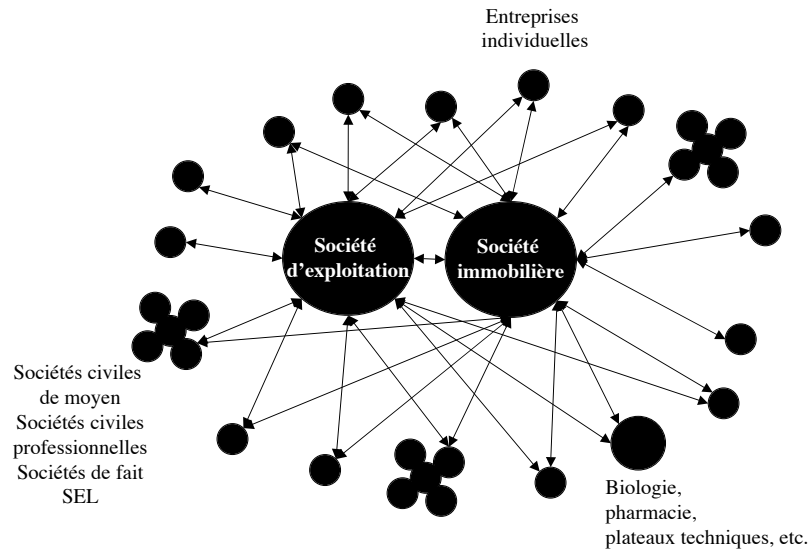 Entreprises
individuelles
Société
d'exploitation
Société
immobilière
Sociétés civiles
de moyen
Sociétés civiles
professionnelles
Sociétés de fait
SEL
Biologie,
pharmacie,
plateaux techniques, etc.